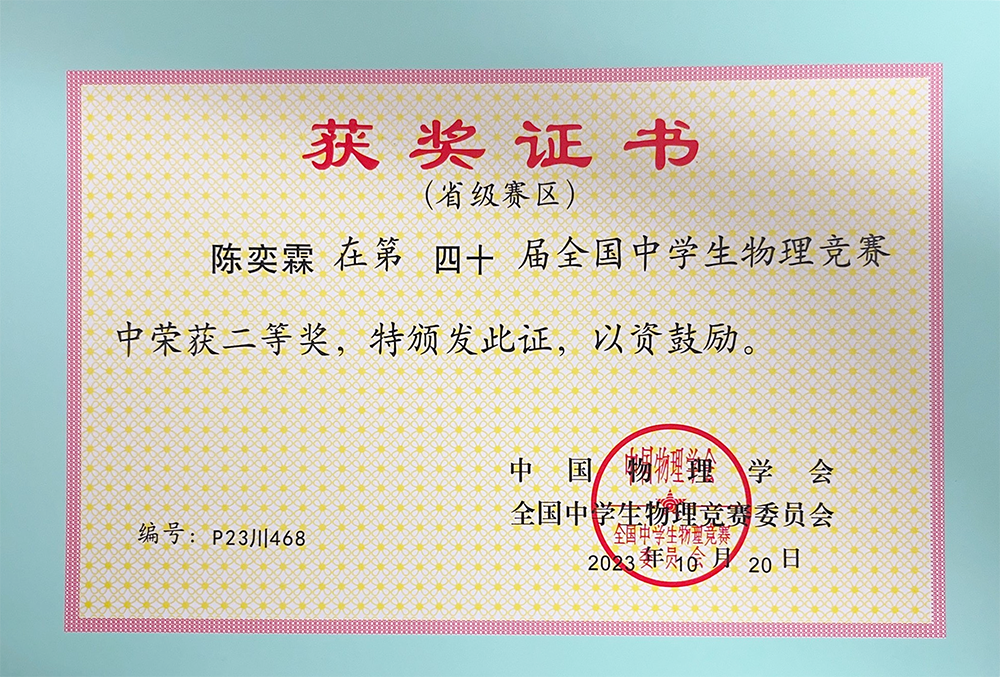 获奖证书
(省级赛区)
陈奕霖在第 四十 届全国中学生物理竞赛
中荣获二等奖，特颁发此证，以资鼓励。
中国物理学会
全国中学生物理竞赛委员会
编号：P23川468
2023年10月20日
中国物理学会
全国中学生物理竞赛
委员会